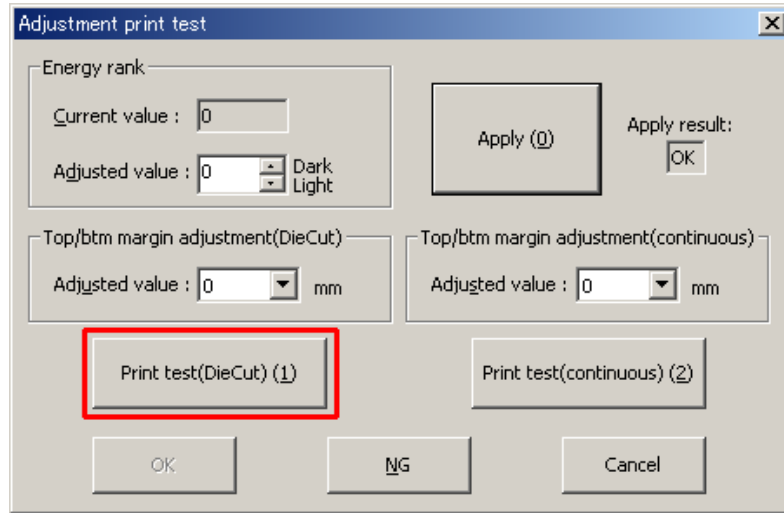 Adjustment print test
Energy rank
Current value : 0
Adjusted value : 0 Dark
Light
Apply (0)
Apply result:
OK
Top/btm margin adjustment(DieCut)
Adjusted value : 0 mm
Top/btm margin adjustment(continuous)
Adjusted value : 0 mm
Print test(DieCut) (1)
Print test(continuous) (2)
OK
NG
Cancel